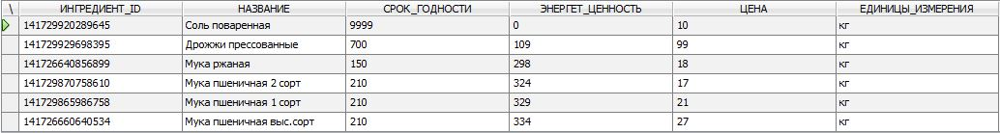 \ ИНГРЕДИЕНТ_ID НАЗВАНИЕ СРОК_ГОДНОСТИ ЭНЕРГЕТ_ЦЕННОСТЬ ЦЕНА ЕДИНИЦЫ_ИЗМЕРЕНИЯ
141729920289645 Соль поваренная 9999 0 10 кг
141729929698395 Дрожжи прессованные 700 109 99 кг
141726640856899 Мука ржаная 150 298 18 кг
141729870758610 Мука пшеничная 2 сорт 210 324 17 кг
141729865986758 Мука пшеничная 1 сорт 210 329 21 кг
141726660640534 Мука пшеничная выс.сорт 210 334 27 кг